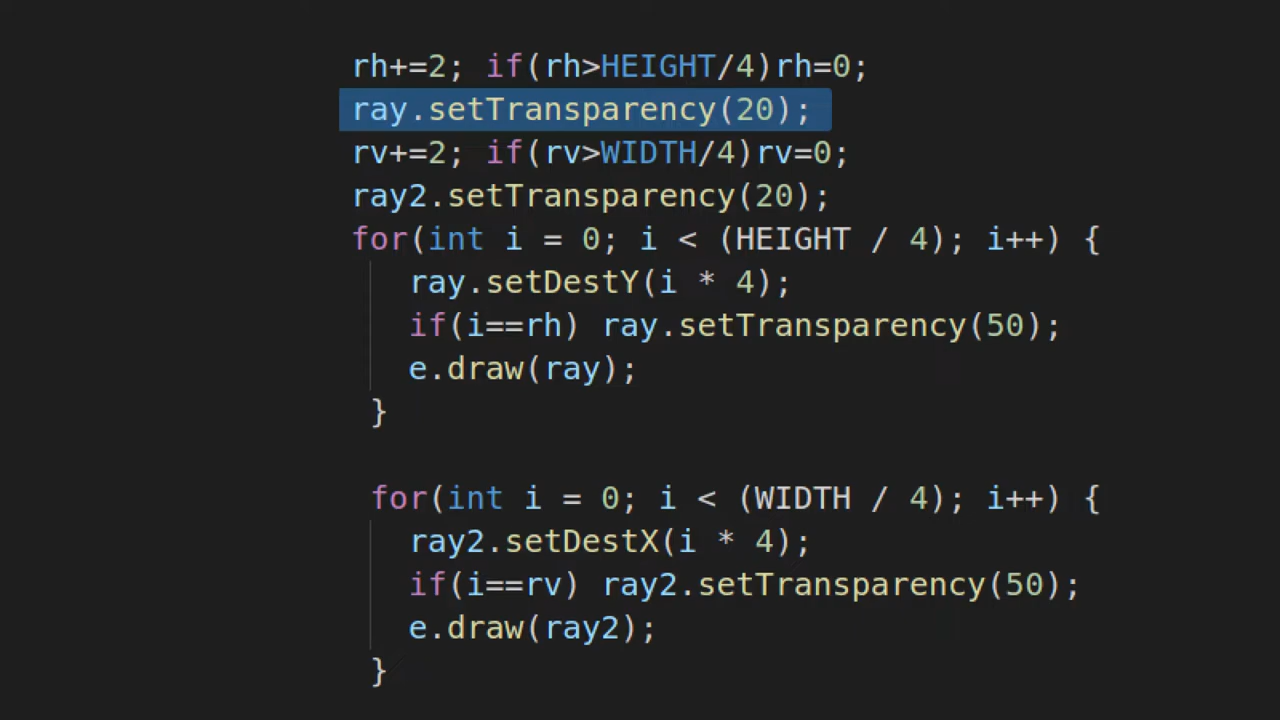 rh+=2; if(rh>HEIGHT/4)rh=0;
ray.setTransparency(20);
rv+=2; if(rv>WIDTH/4)rv=0;
ray2.setTransparency(20);
for(int i = 0; i < (HEIGHT / 4); i++) {
ray.setDestY(i * 4);
if(i==rh) ray.setTransparency(50);
e.draw(ray);
}
for(int i = 0; i < (WIDTH / 4); i++) {
ray2.setDestX(i * 4);
if(i==rv) ray2.setTransparency(50);
e.draw(ray2);
}